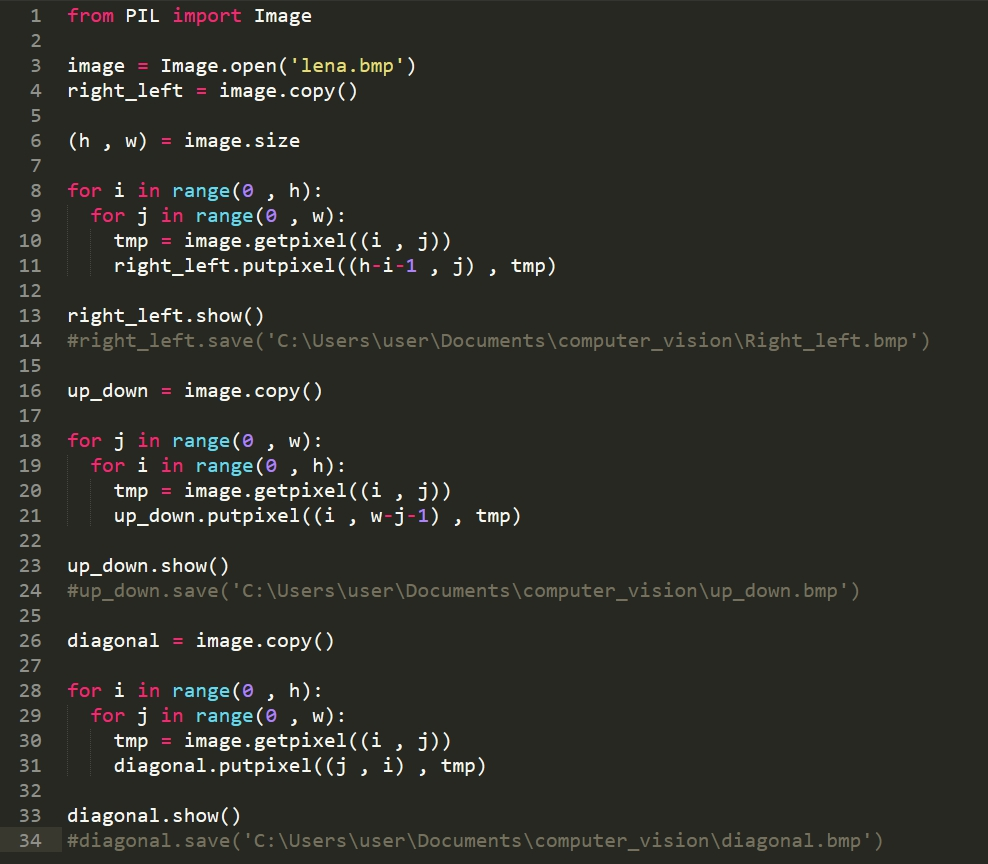 1 from PIL import Image
2
3 image = Image.open('lena.bmp')
4 right_left = image.copy()
5
6 (h , w) = image.size
7
8 for i in range(0 , h):
9   for j in range(0 , w):
10     tmp = image.getpixel((i , j))
11     right_left.putpixel((h-i-1 , j) , tmp)
12
13 right_left.show()
14 #right_left.save('C:\Users\user\Documents\computer_vision\Right_left.bmp')
15
16 up_down = image.copy()
17
18 for j in range(0 , w):
19   for i in range(0 , h):
20     tmp = image.getpixel((i , j))
21     up_down.putpixel((i , w-j-1) , tmp)
22
23 up_down.show()
24 #up_down.save('C:\Users\user\Documents\computer_vision\up_down.bmp')
25
26 diagonal = image.copy()
27
28 for i in range(0 , h):
29   for j in range(0 , w):
30     tmp = image.getpixel((i , j))
31     diagonal.putpixel((j , i) , tmp)
32
33 diagonal.show()
34 #diagonal.save('C:\Users\user\Documents\computer_vision\diagonal.bmp')